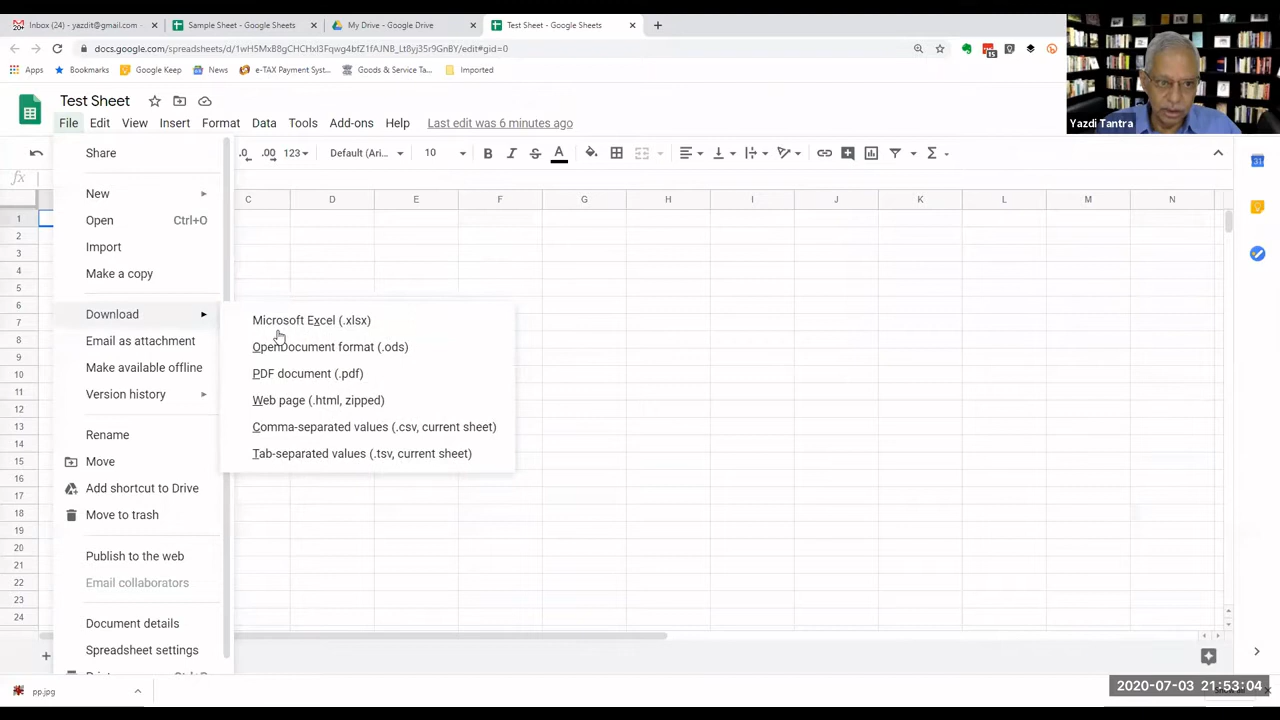 Inbox (24) - yazdit@gmail.com
Sample Sheet - Google Sheets
My Drive - Google Drive
Test Sheet - Google Sheets
docs.google.com/spreadsheets/d/
/edit#gid=0
Apps
Bookmarks
Google Keep
News
e-TAX Payment Syst...
Goods & Service Ta...
Imported
Yazdi Tantra
Test Sheet
File Edit View Insert Format Data Tools Add-ons Help Last edit was 6 minutes ago
.0 .00 123 Default (Ari... 10 B I S A Σ
fx
31
C D E F G H I J K L M N
1
2
3
4
5
6
7
8
9
10
11
12
13
14
15
16
17
18
19
20
21
22
23
24
Share
New
Open Ctrl+O
Import
Make a copy
Download
Email as attachment
Make available offline
Version history
Rename
Move
Add shortcut to Drive
Move to trash
Publish to the web
Email collaborators
Document details
Spreadsheet settings
Microsoft Excel (.xlsx)
OpenDocument format (.ods)
PDF document (.pdf)
Web page (.html, zipped)
Comma-separated values (.csv, current sheet)
Tab-separated values (.tsv, current sheet)
pp.jpg
2020-07-03 21:53:04